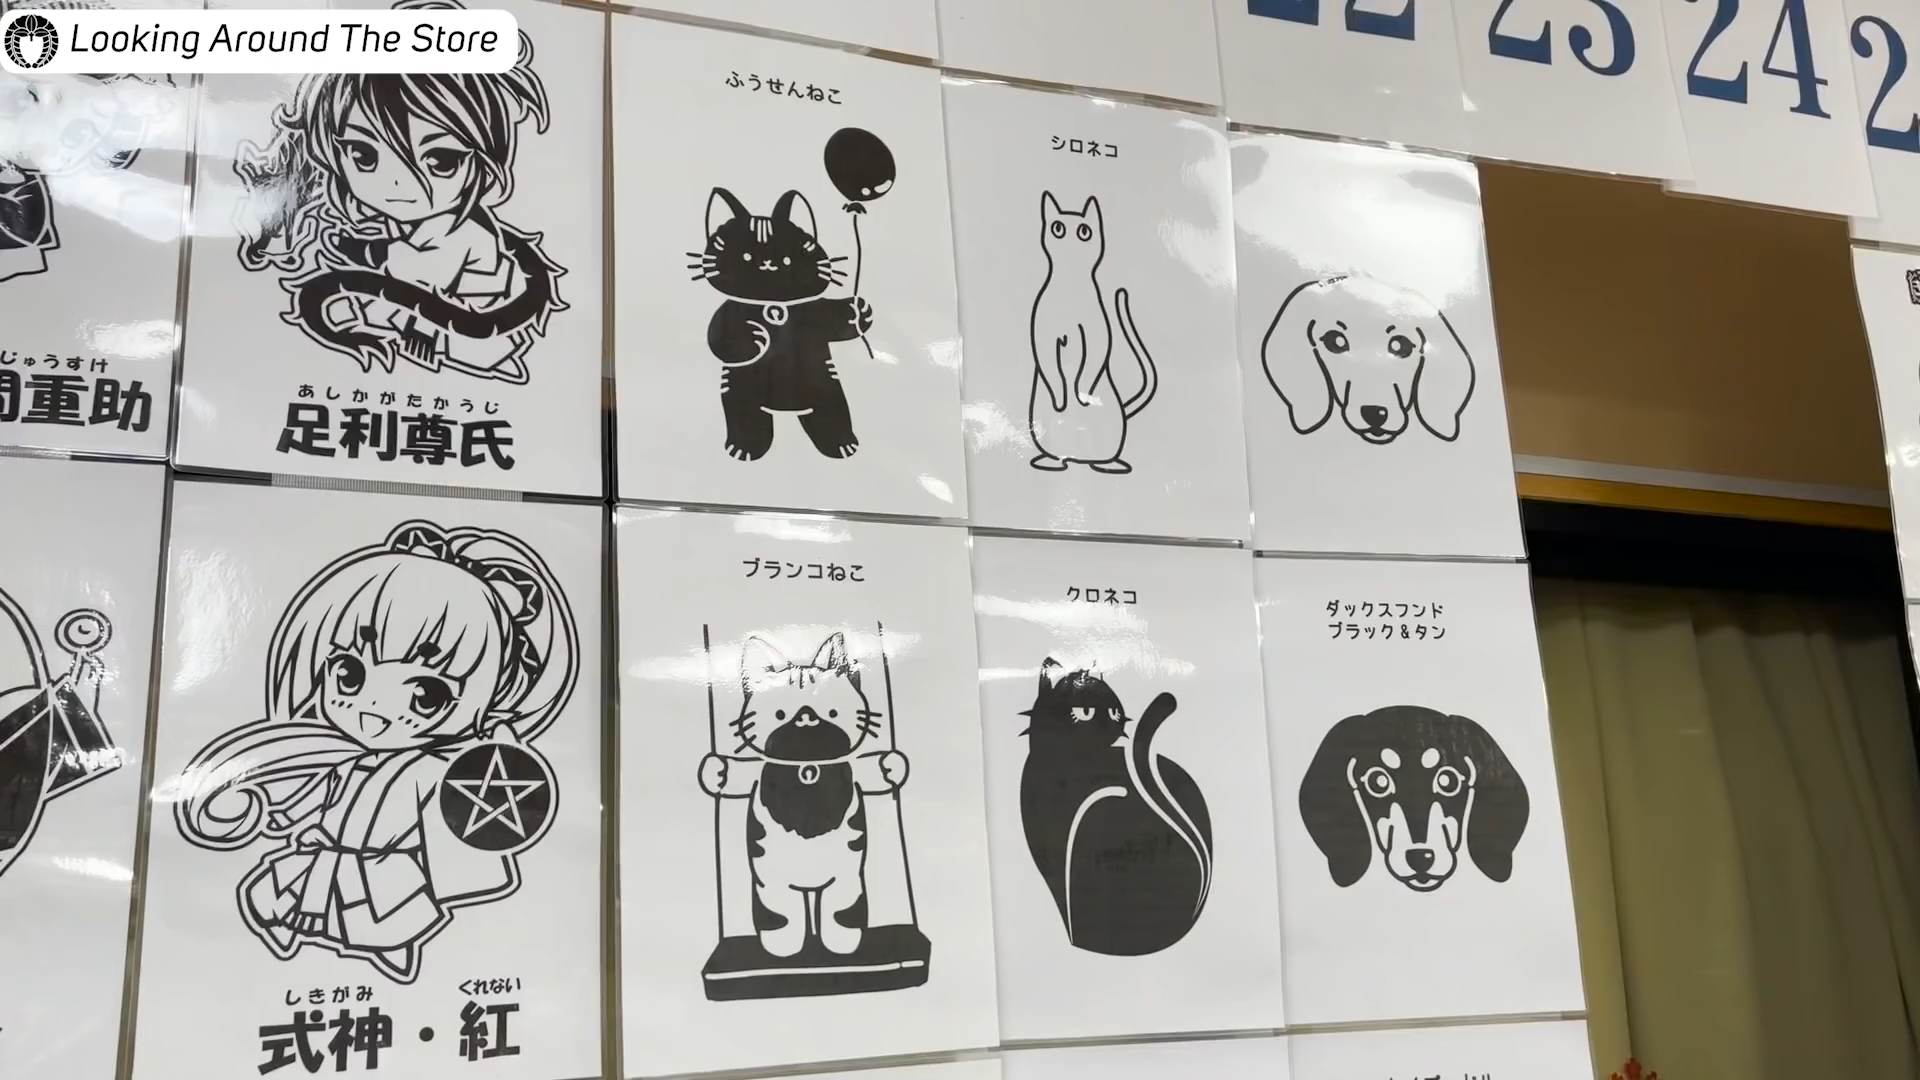 Looking Around The Store
23
24
ふうせんねこ
シロネコ
じゅうすけ
重助
あしかがたかうじ
足利尊氏
ブランコねこ
クロネコ
ダックスフンド
ブラック&タン
しきがみ くれない
式神・紅